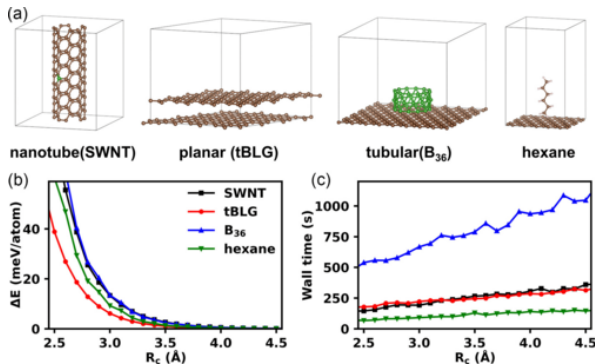 (a)
nanotube(SWNT) planar (tBLG) tubular(B36) hexane
(b)
ΔE (meV/atom)
40
20
0
2.5 3.0 3.5 4.0 4.5
Rc (Å)
SWNT
tBLG
B36
hexane
(c)
Wall time (s)
1000
750
500
250
0
2.5 3.0 3.5 4.0 4.5
Rc (Å)